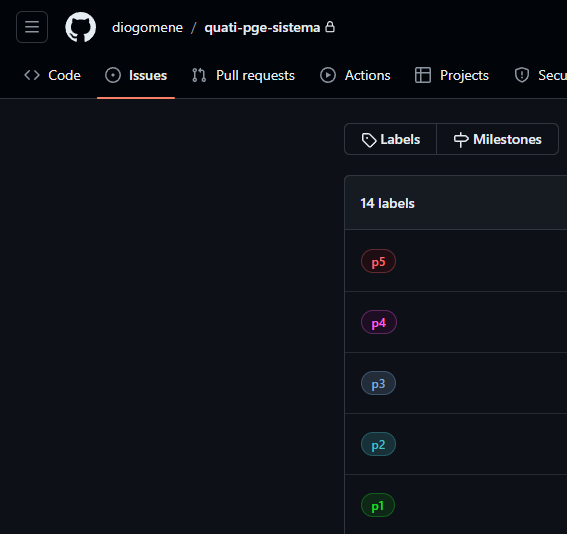 diogomene / quati-pge-sistema
Code Issues Pull requests Actions Projects Secu
Labels Milestones
14 labels
p5
p4
p3
p2
p1